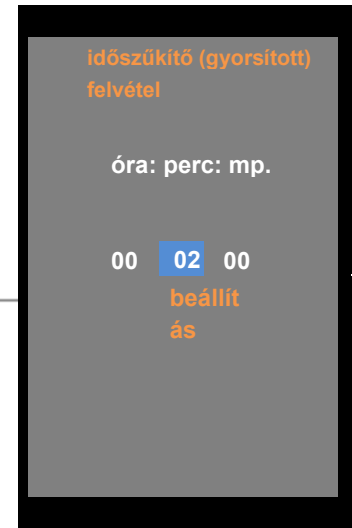 időszűkítő (gyorsított)
felvétel
óra: perc: mp.
00 02 00
beállít
ás